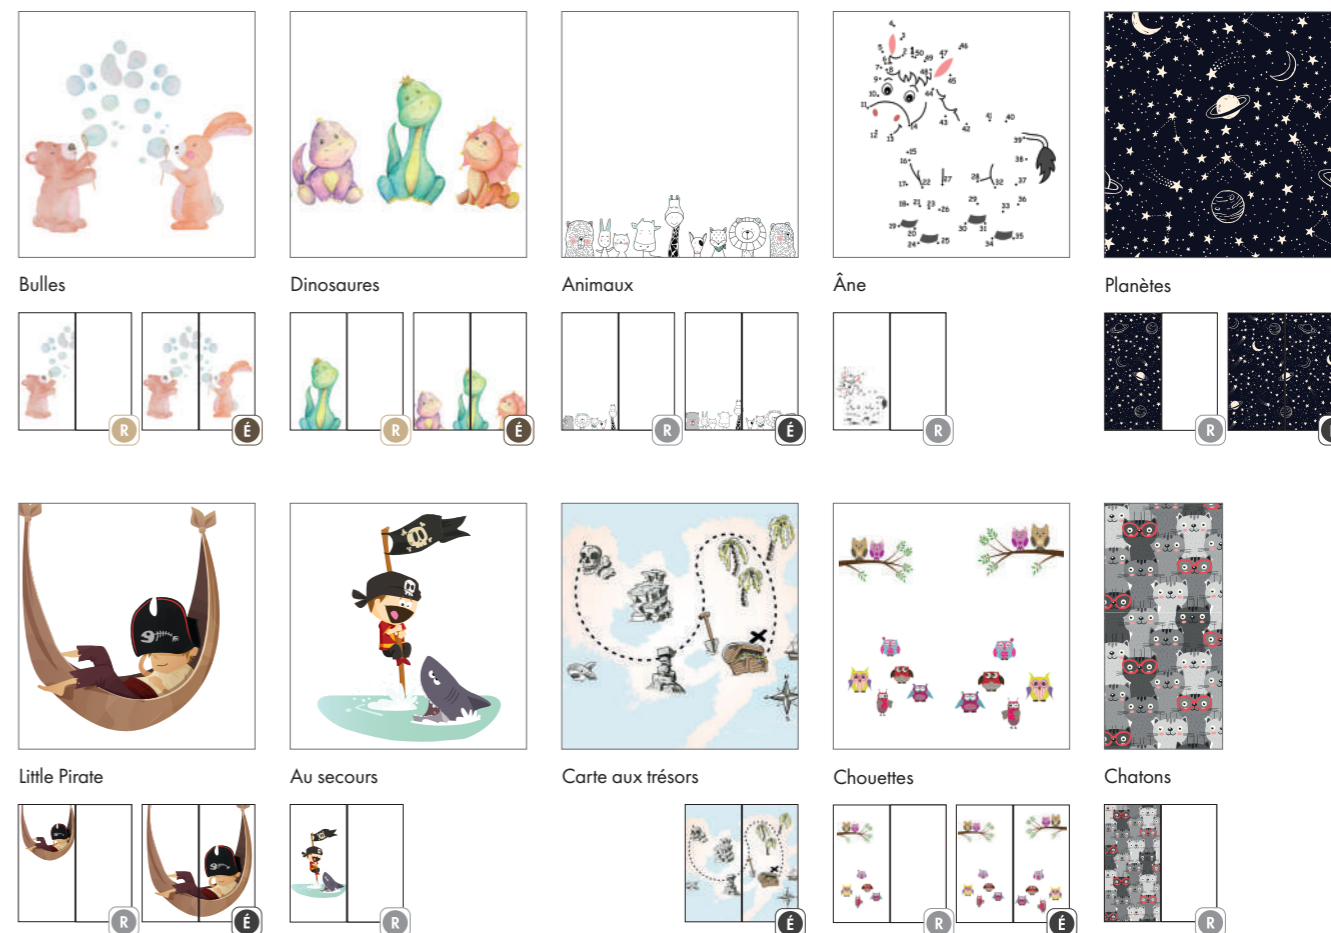 Bulles
Dinosaures
Animaux
Âne
Planètes
R
É
R
É
R
É
R
R
Little Pirate
Au secours
Carte aux trésors
Chouettes
Chatons
R
É
R
É
R
É
R